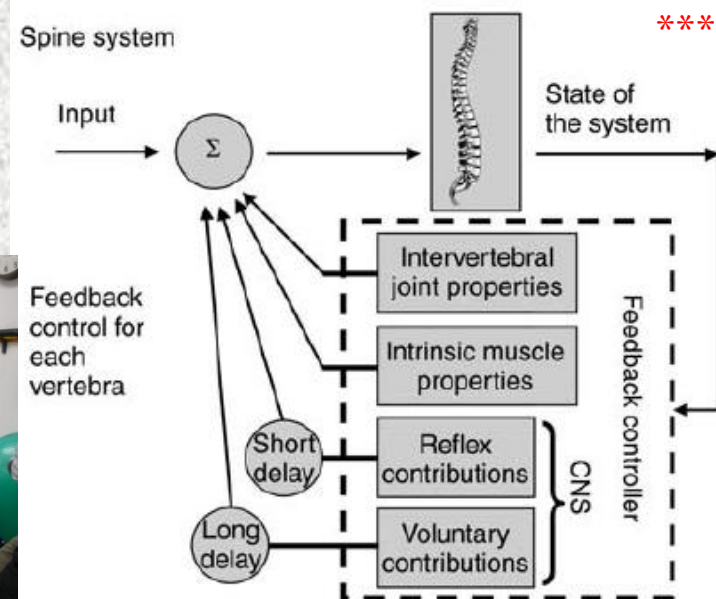 Spine system
***
Input
Σ
State of
the system
Feedback
control for
each
vertebra
Intervertebral
joint properties
Intrinsic muscle
properties
Short
delay
Reflex
contributions
Long
delay
Voluntary
contributions
CNS
Feedback controller